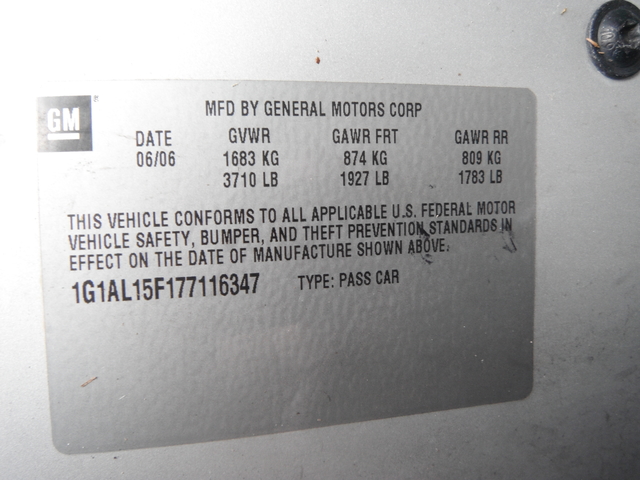 GM
MFD BY GENERAL MOTORS CORP
DATE GVWR GAWR FRT GAWR RR
06/06 1683 KG 874 KG 809 KG
3710 LB 1927 LB 1783 LB
THIS VEHICLE CONFORMS TO ALL APPLICABLE U.S. FEDERAL MOTOR
VEHICLE SAFETY, BUMPER, AND THEFT PREVENTION STANDARDS IN
EFFECT ON THE DATE OF MANUFACTURE SHOWN ABOVE.
1G1AL15F177116347 TYPE: PASS CAR